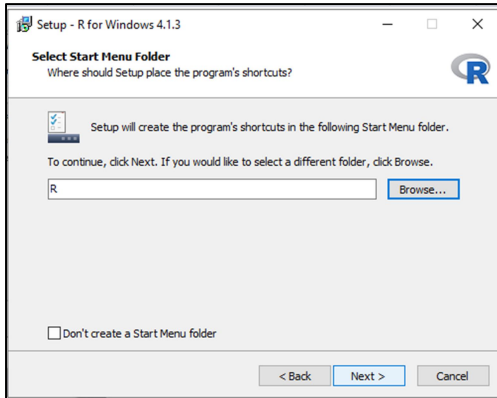 Setup - R for Windows 4.1.3
Select Start Menu Folder
Where should Setup place the program's shortcuts?
R
Setup will create the program's shortcuts in the following Start Menu folder.
To continue, click Next. If you would like to select a different folder, click Browse.
R
Browse...
Don't create a Start Menu folder
< Back
Next >
Cancel